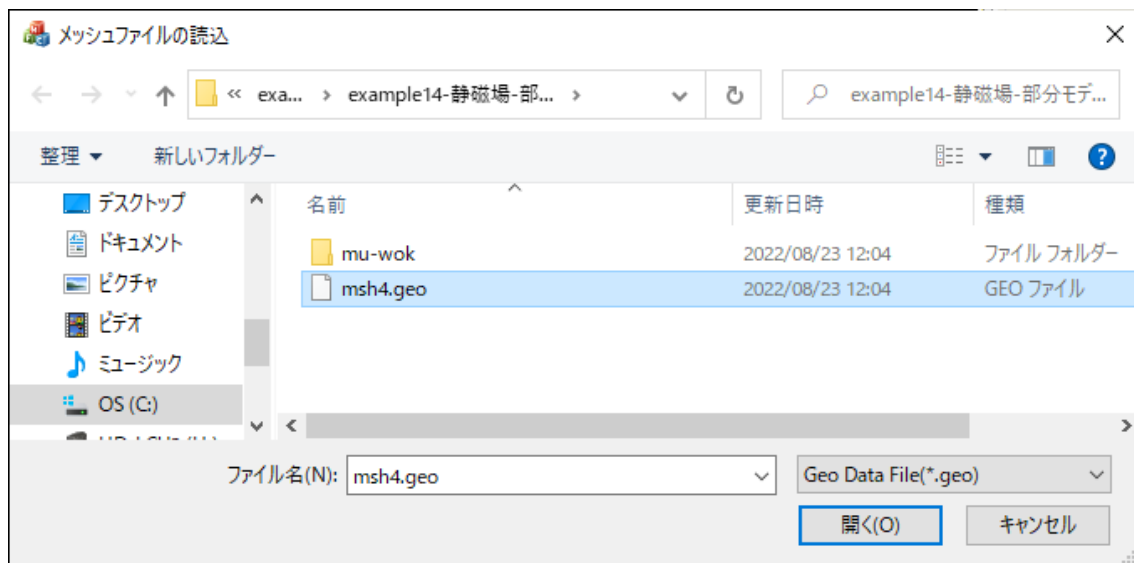 メッシュファイルの読込
« exa... › example14-静磁場-部... ›
example14-静磁場-部分モデ...
整理
新しいフォルダー
?
デスクトップ
ドキュメント
ピクチャ
ビデオ
ミュージック
OS (C:)
名前
更新日時
種類
mu-wok
2022/08/23 12:04
ファイル フォルダー
msh4.geo
2022/08/23 12:04
GEO ファイル
ファイル名(N):
msh4.geo
Geo Data File(*.geo)
開く(O)
キャンセル